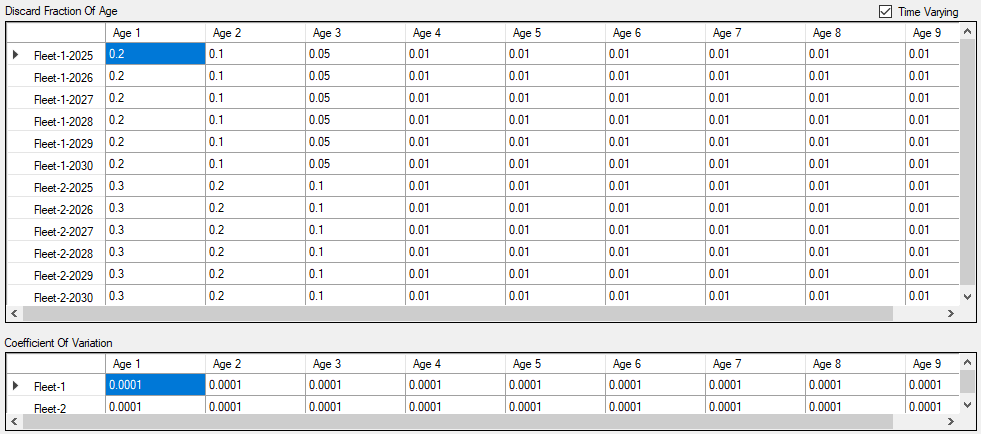 Discard Fraction Of Age Time Varying
Age 1 Age 2 Age 3 Age 4 Age 5 Age 6 Age 7 Age 8 Age 9
Fleet-1-2025 0.2 0.1 0.05 0.01 0.01 0.01 0.01 0.01 0.01
Fleet-1-2026 0.2 0.1 0.05 0.01 0.01 0.01 0.01 0.01 0.01
Fleet-1-2027 0.2 0.1 0.05 0.01 0.01 0.01 0.01 0.01 0.01
Fleet-1-2028 0.2 0.1 0.05 0.01 0.01 0.01 0.01 0.01 0.01
Fleet-1-2029 0.2 0.1 0.05 0.01 0.01 0.01 0.01 0.01 0.01
Fleet-1-2030 0.2 0.1 0.05 0.01 0.01 0.01 0.01 0.01 0.01
Fleet-2-2025 0.3 0.2 0.1 0.01 0.01 0.01 0.01 0.01 0.01
Fleet-2-2026 0.3 0.2 0.1 0.01 0.01 0.01 0.01 0.01 0.01
Fleet-2-2027 0.3 0.2 0.1 0.01 0.01 0.01 0.01 0.01 0.01
Fleet-2-2028 0.3 0.2 0.1 0.01 0.01 0.01 0.01 0.01 0.01
Fleet-2-2029 0.3 0.2 0.1 0.01 0.01 0.01 0.01 0.01 0.01
Fleet-2-2030 0.3 0.2 0.1 0.01 0.01 0.01 0.01 0.01 0.01
Coefficient Of Variation
Age 1 Age 2 Age 3 Age 4 Age 5 Age 6 Age 7 Age 8 Age 9
Fleet-1 0.0001 0.0001 0.0001 0.0001 0.0001 0.0001 0.0001 0.0001 0.0001
Fleet-2 0.0001 0.0001 0.0001 0.0001 0.0001 0.0001 0.0001 0.0001 0.0001